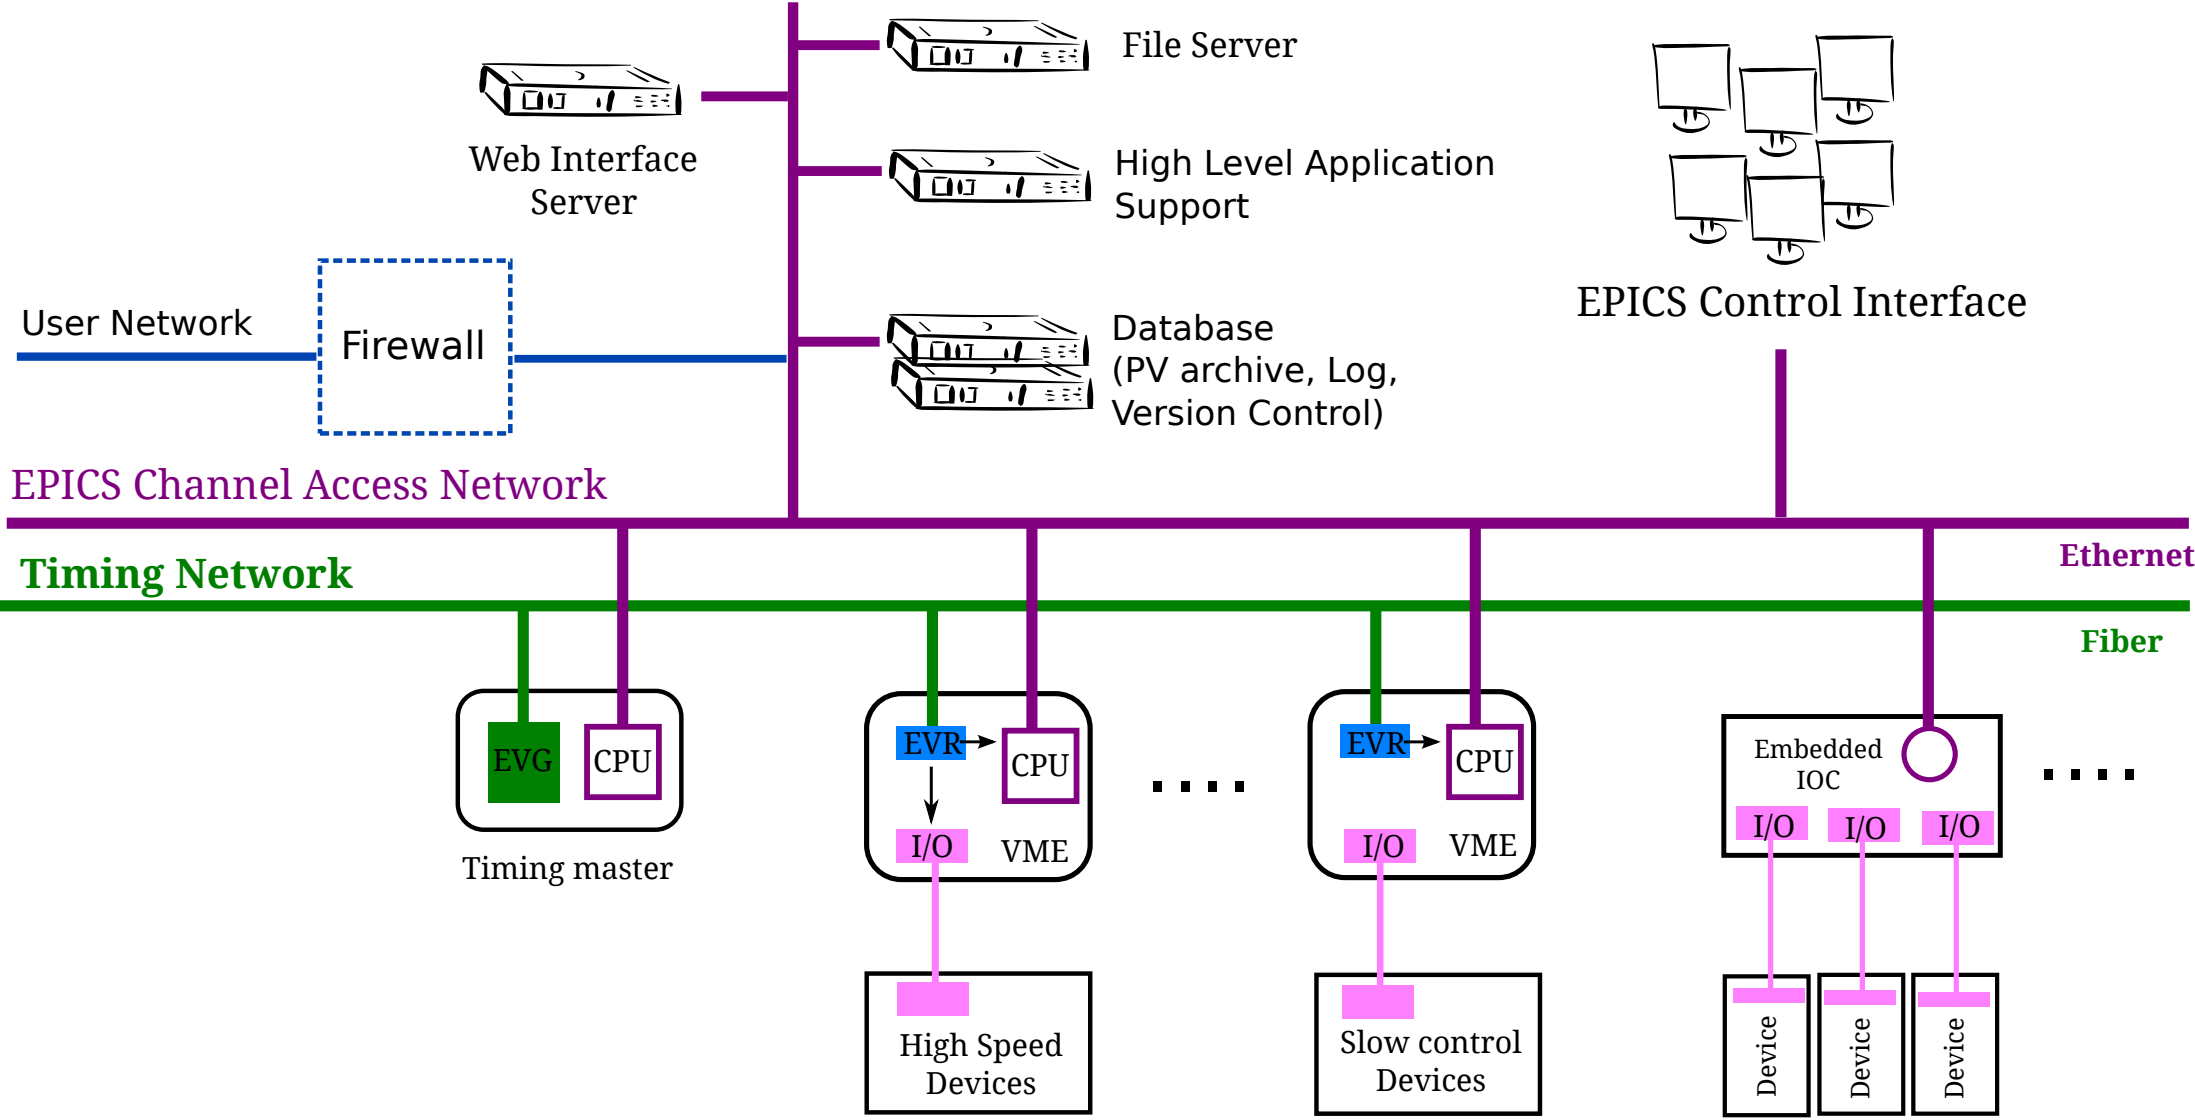 File Server
Web Interface
Server
High Level Application
Support
User Network
Firewall
Database
(PV archive, Log,
Version Control)
EPICS Control Interface
EPICS Channel Access Network
Ethernet
Timing Network
Fiber
EVG
CPU
Timing master
EVR
CPU
I/O
VME
EVR
CPU
I/O
VME
Embedded
IOC
I/O
I/O
I/O
High Speed
Devices
Slow control
Devices
Device
Device
Device